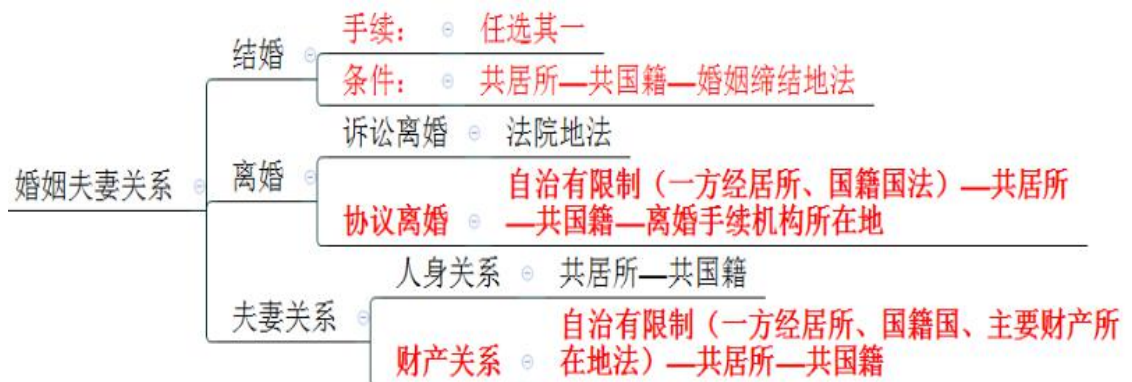 婚姻夫妻关系
结婚
手续： 任选其一
条件： 共居所—共国籍—婚姻缔结地法
离婚
诉讼离婚 法院地法
协议离婚 自治有限制（一方经居所、国籍国法）—共居所
—共国籍—离婚手续机构所在地
夫妻关系
人身关系 共居所—共国籍
财产关系 自治有限制（一方经居所、国籍国、主要财产所
在地法）—共居所—共国籍